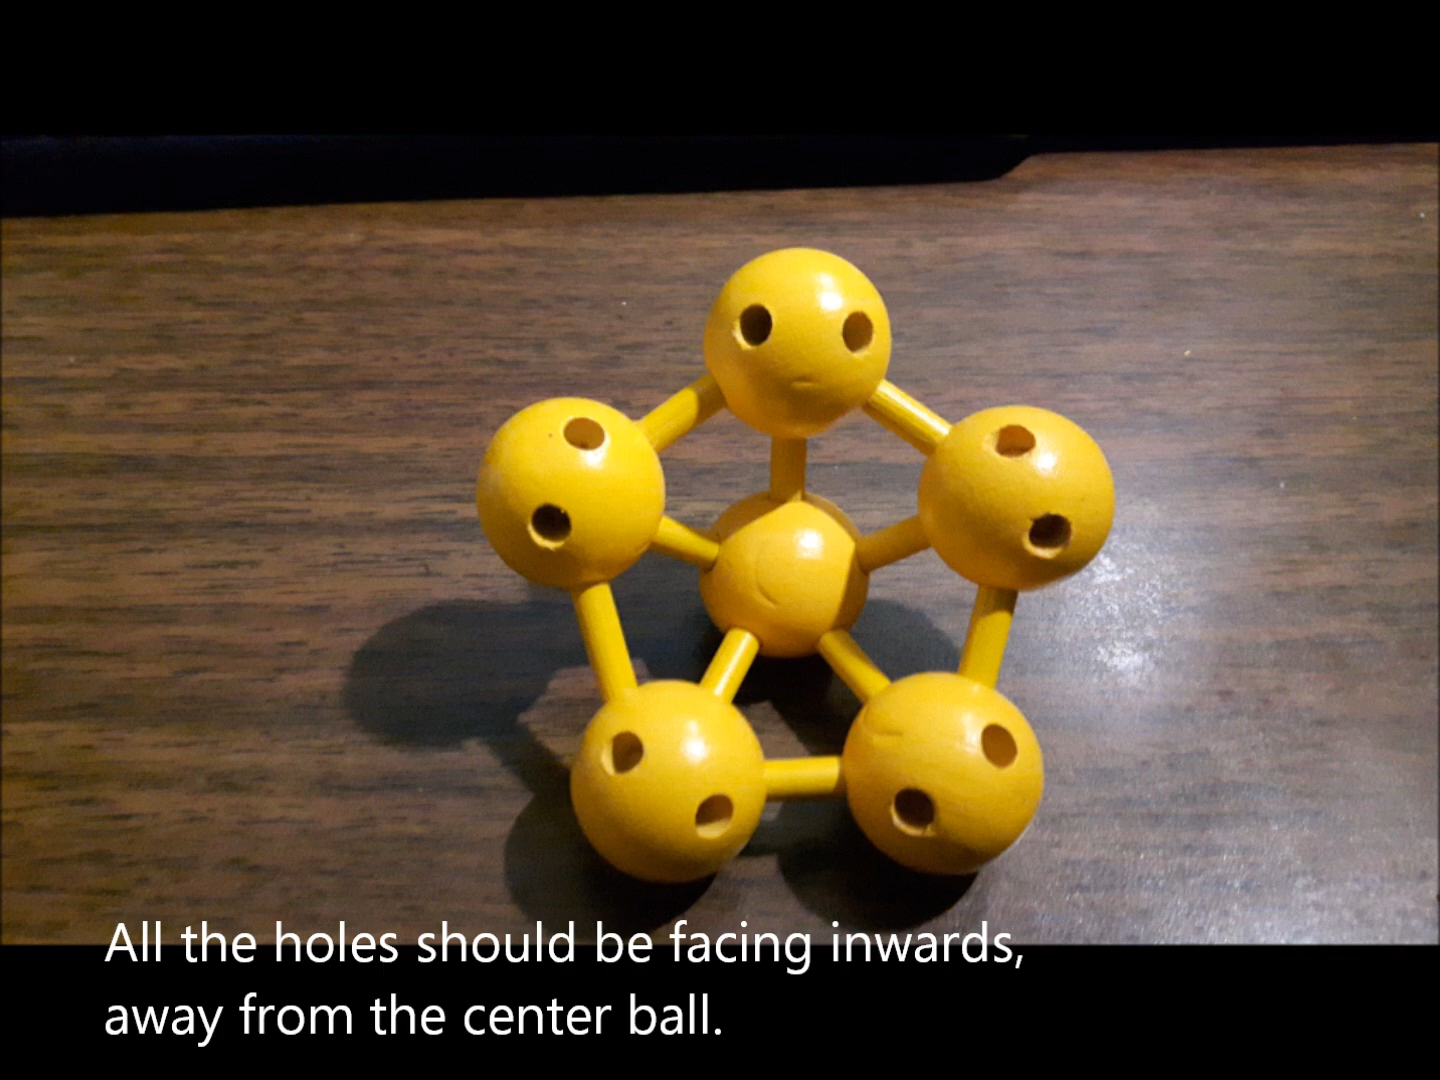 All the holes should be facing inwards,
away from the center ball.